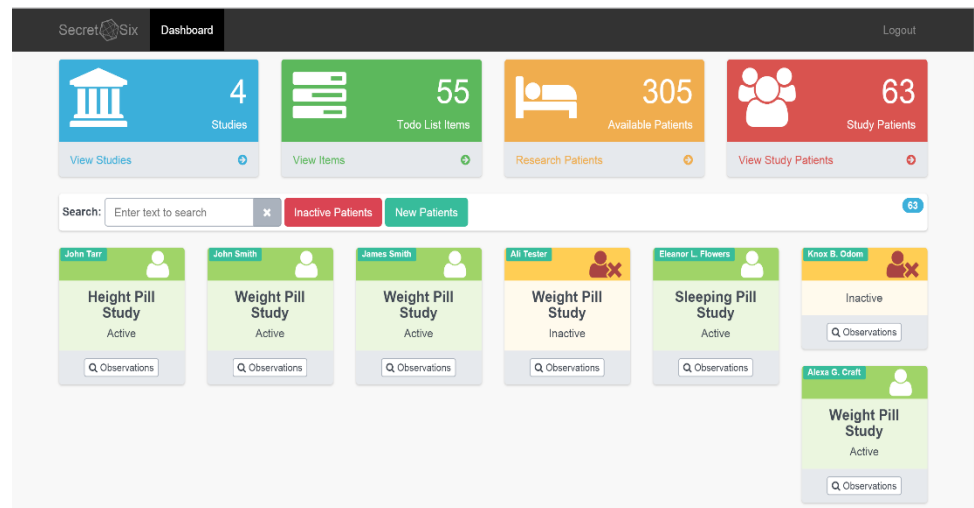 Secret Six Dashboard Logout
4
Studies
View Studies
55
Todo List Items
View Items
305
Available Patients
Research Patients
63
Study Patients
View Study Patients
Search: Enter text to search Inactive Patients New Patients 63
John Tarr
Height Pill
Study
Active
Observations
John Smith
Weight Pill
Study
Active
Observations
James Smith
Weight Pill
Study
Active
Observations
Ali Tester
Weight Pill
Study
Inactive
Observations
Eleanor L. Flowers
Sleeping Pill
Study
Active
Observations
Knox B. Odom
Inactive
Observations
Alexa G. Craft
Weight Pill
Study
Active
Observations